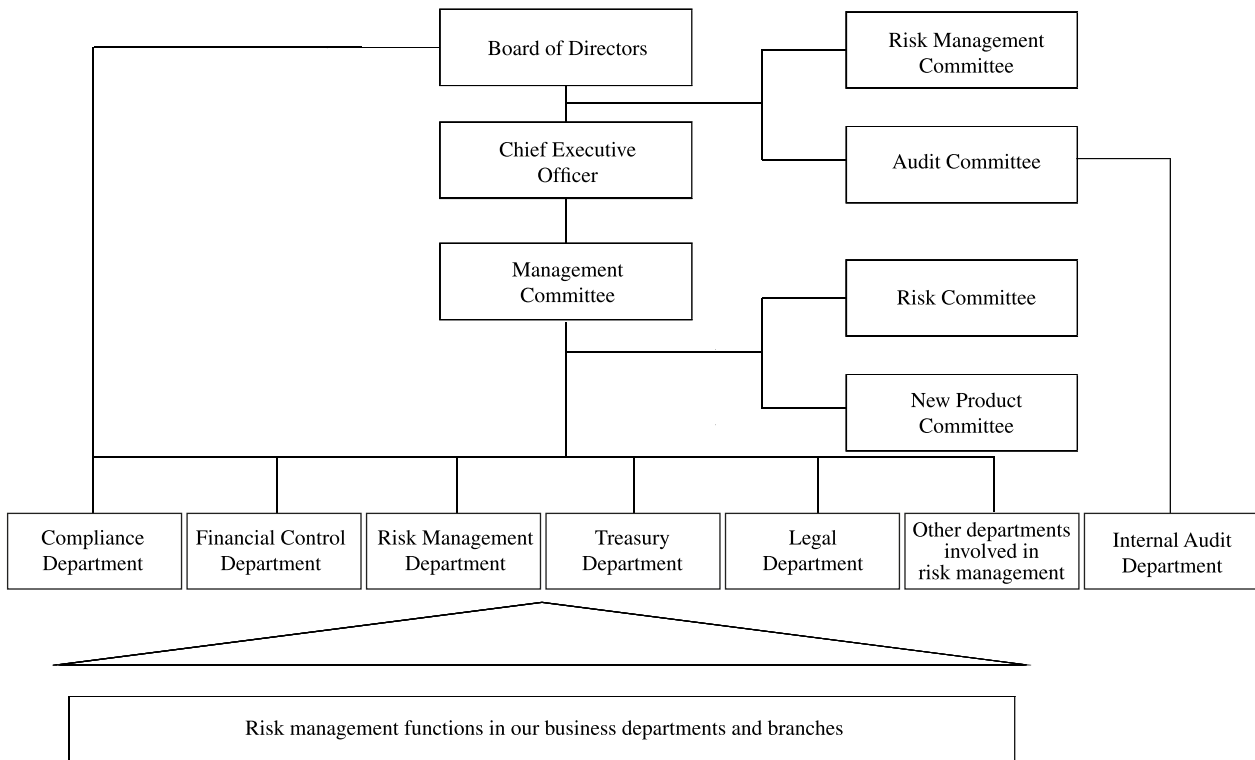 Board of Directors
Risk Management
Committee
Chief Executive
Officer
Audit Committee
Management
Committee
Risk Committee
New Product
Committee
Compliance
Department
Financial Control
Department
Risk Management
Department
Treasury
Department
Legal
Department
Other departments
involved in
risk management
Internal Audit
Department
Risk management functions in our business departments and branches